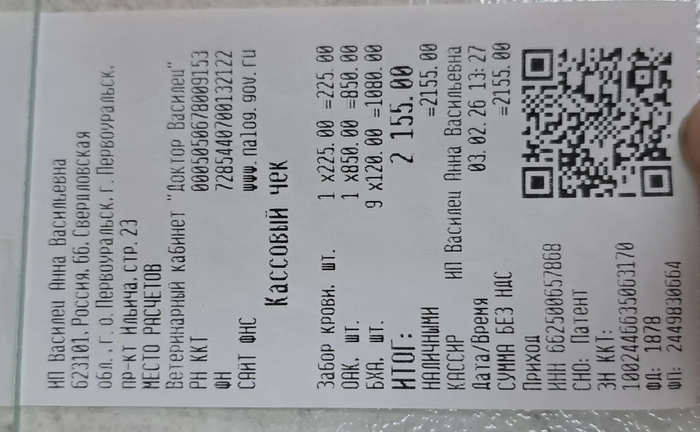 ИП Василец Анна Васильевна
623101, Россия, 66, Свердловская
обл., Г.о. Первоуральск, г. Первоуральск,
пр-кт Ильича, стр. 23
МЕСТО РАСЧЕТОВ
Ветеринарный кабинет "Доктор Василец"
РН ККТ 0005050678009153
ФН 7285440700132122
САЙТ ФНС www.nalog.gov.ru
Кассовый чек
Забор крови, шт. 1 x225.00 =225.00
ОАК, шт. 1 x850.00 =850.00
БХА, шт. 9 x120.00 =1080.00
ИТОГ: 2 155.00
НАЛИЧНЫМИ =2155.00
КАССИР ИП Василец Анна Васильевна
Дата/Время 03.02.26 13:27
СУММА БЕЗ НДС =2155.00
Приход
ИНН 662500657868
СНО: Патент
ЗН ККТ:
1002446635063170
ФД: 1878
ФП: 2449830664